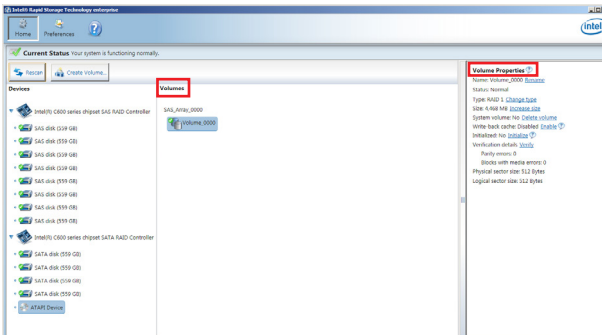 Intel® Rapid Storage Technology enterprise
Home
Preferences
?
intel
Current Status Your system is functioning normally.
Rescan
Create Volume...
Devices
Intel(R) C600 series chipset SAS RAID Controller
SAS disk (559 GB)
SAS disk (559 GB)
SAS disk (559 GB)
SAS disk (559 GB)
SAS disk (559 GB)
SAS disk (559 GB)
SAS disk (559 GB)
SAS disk (559 GB)
Intel(R) C600 series chipset SATA RAID Controller
SATA disk (559 GB)
SATA disk (559 GB)
SATA disk (559 GB)
SATA disk (559 GB)
ATAPI Device
Volumes
SAS_Array_0000
Volume_0000
Volume Properties ?
Name: Volume_0000 Rename
Status: Normal
Type: RAID 1 Change type
Size: 4,468 MB Increase size
System volume: No Delete volume
Write back cache: Disabled Enable ?
Initialized: No Initialize ?
Verification details Verify
Parity errors: 0
Blocks with media errors: 0
Physical sector size: 512 Bytes
Logical sector size: 512 Bytes